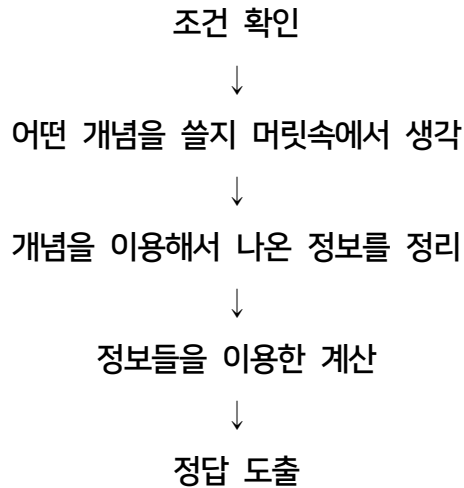 조건 확인
↓
어떤 개념을 쓸지 머릿속에서 생각
↓
개념을 이용해서 나온 정보를 정리
↓
정보들을 이용한 계산
↓
정답 도출